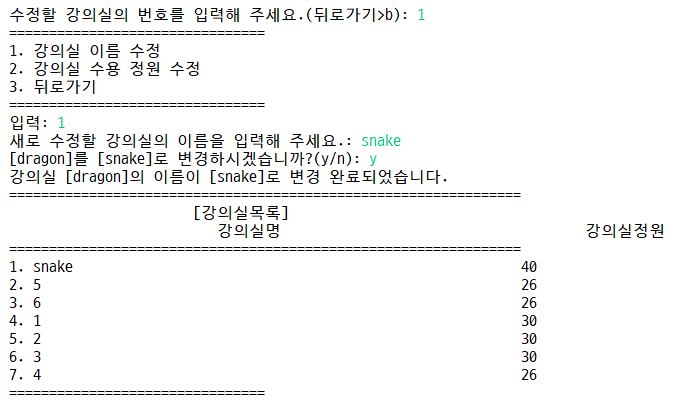 수정할 강의실의 번호를 입력해 주세요.(뒤로가기>b): 1
================================
1. 강의실 이름 수정
2. 강의실 수용 정원 수정
3. 뒤로가기
================================
입력: 1
새로 수정할 강의실의 이름을 입력해 주세요.: snake
[dragon]를 [snake]로 변경하시겠습니까?(y/n): y
강의실 [dragon]의 이름이 [snake]로 변경 완료되었습니다.
================================================================
[강의실목록]
강의실명 강의실정원
================================================================
1. snake 40
2. 5 26
3. 6 26
4. 1 30
5. 2 30
6. 3 30
7. 4 26
================================